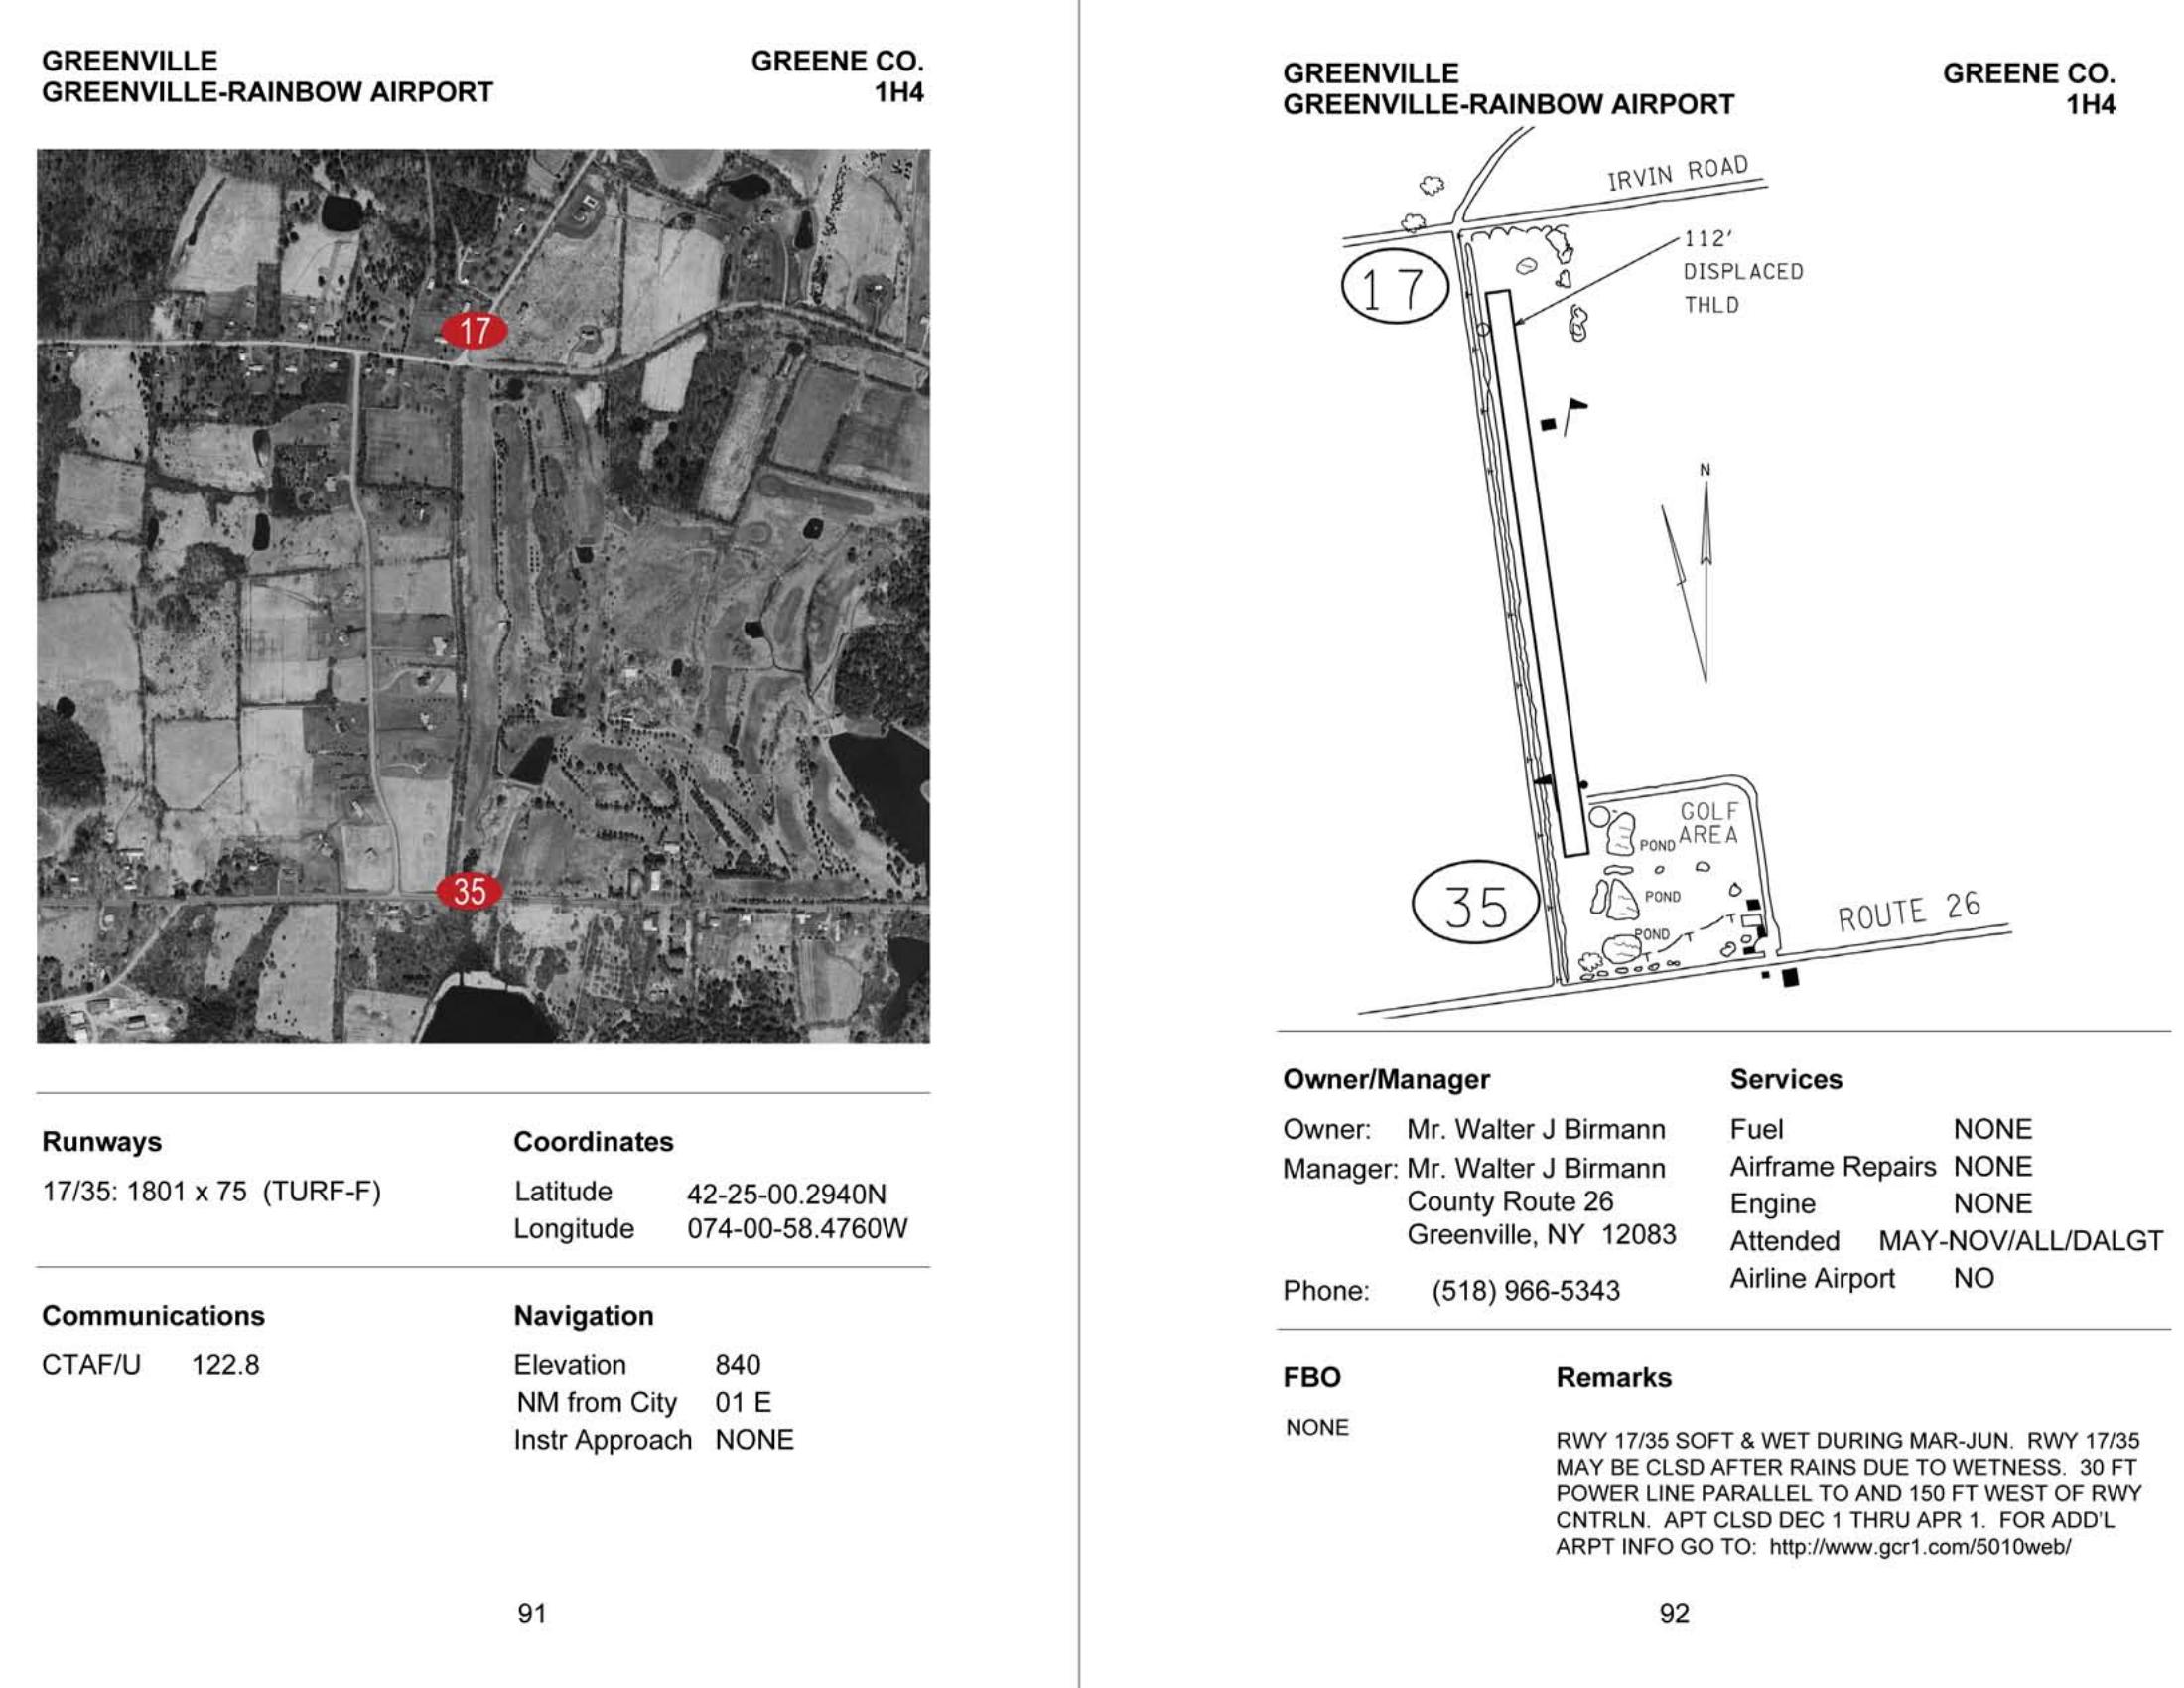 GREENVILLE
GREENVILLE-RAINBOW AIRPORT
GREENE CO.
1H4
17
35
Runways
17/35: 1801 x 75 (TURF-F)
Coordinates
Latitude 42-25-00.2940N
Longitude 074-00-58.4760W
Communications
CTAF/U 122.8
Navigation
Elevation 840
NM from City 01 E
Instr Approach NONE
91
GREENVILLE
GREENVILLE-RAINBOW AIRPORT
GREENE CO.
1H4
IRVIN ROAD
17
112'
DISPLACED
THLD
N
GOLF
AREA
POND
35
POND
POND
T
T
T
ROUTE 26
Owner/Manager
Owner: Mr. Walter J Birmann
Manager: Mr. Walter J Birmann
County Route 26
Greenville, NY 12083
Phone: (518) 966-5343
Services
Fuel NONE
Airframe Repairs NONE
Engine NONE
Attended MAY-NOV/ALL/DALGT
Airline Airport NO
FBO
NONE
Remarks
RWY 17/35 SOFT & WET DURING MAR-JUN. RWY 17/35
MAY BE CLSD AFTER RAINS DUE TO WETNESS. 30 FT
POWER LINE PARALLEL TO AND 150 FT WEST OF RWY
CNTRLN. APT CLSD DEC 1 THRU APR 1. FOR ADD'L
ARPT INFO GO TO: http://www.gcr1.com/5010web/
92